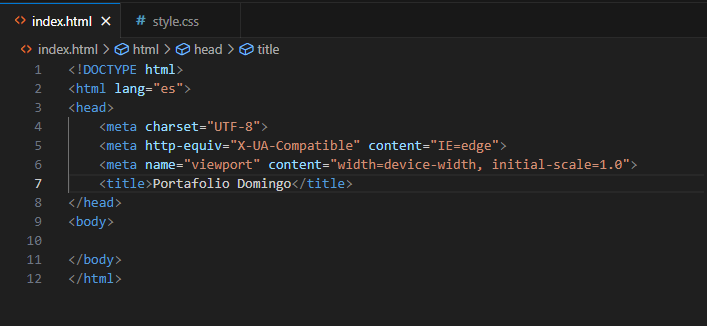 index.html × # style.css
index.html > html > head > title
1 <!DOCTYPE html>
2 <html lang="es">
3 <head>
4     <meta charset="UTF-8">
5     <meta http-equiv="X-UA-Compatible" content="IE=edge">
6     <meta name="viewport" content="width=device-width, initial-scale=1.0">
7     <title>Portafolio Domingo</title>
8 </head>
9 <body>
10
11 </body>
12 </html>